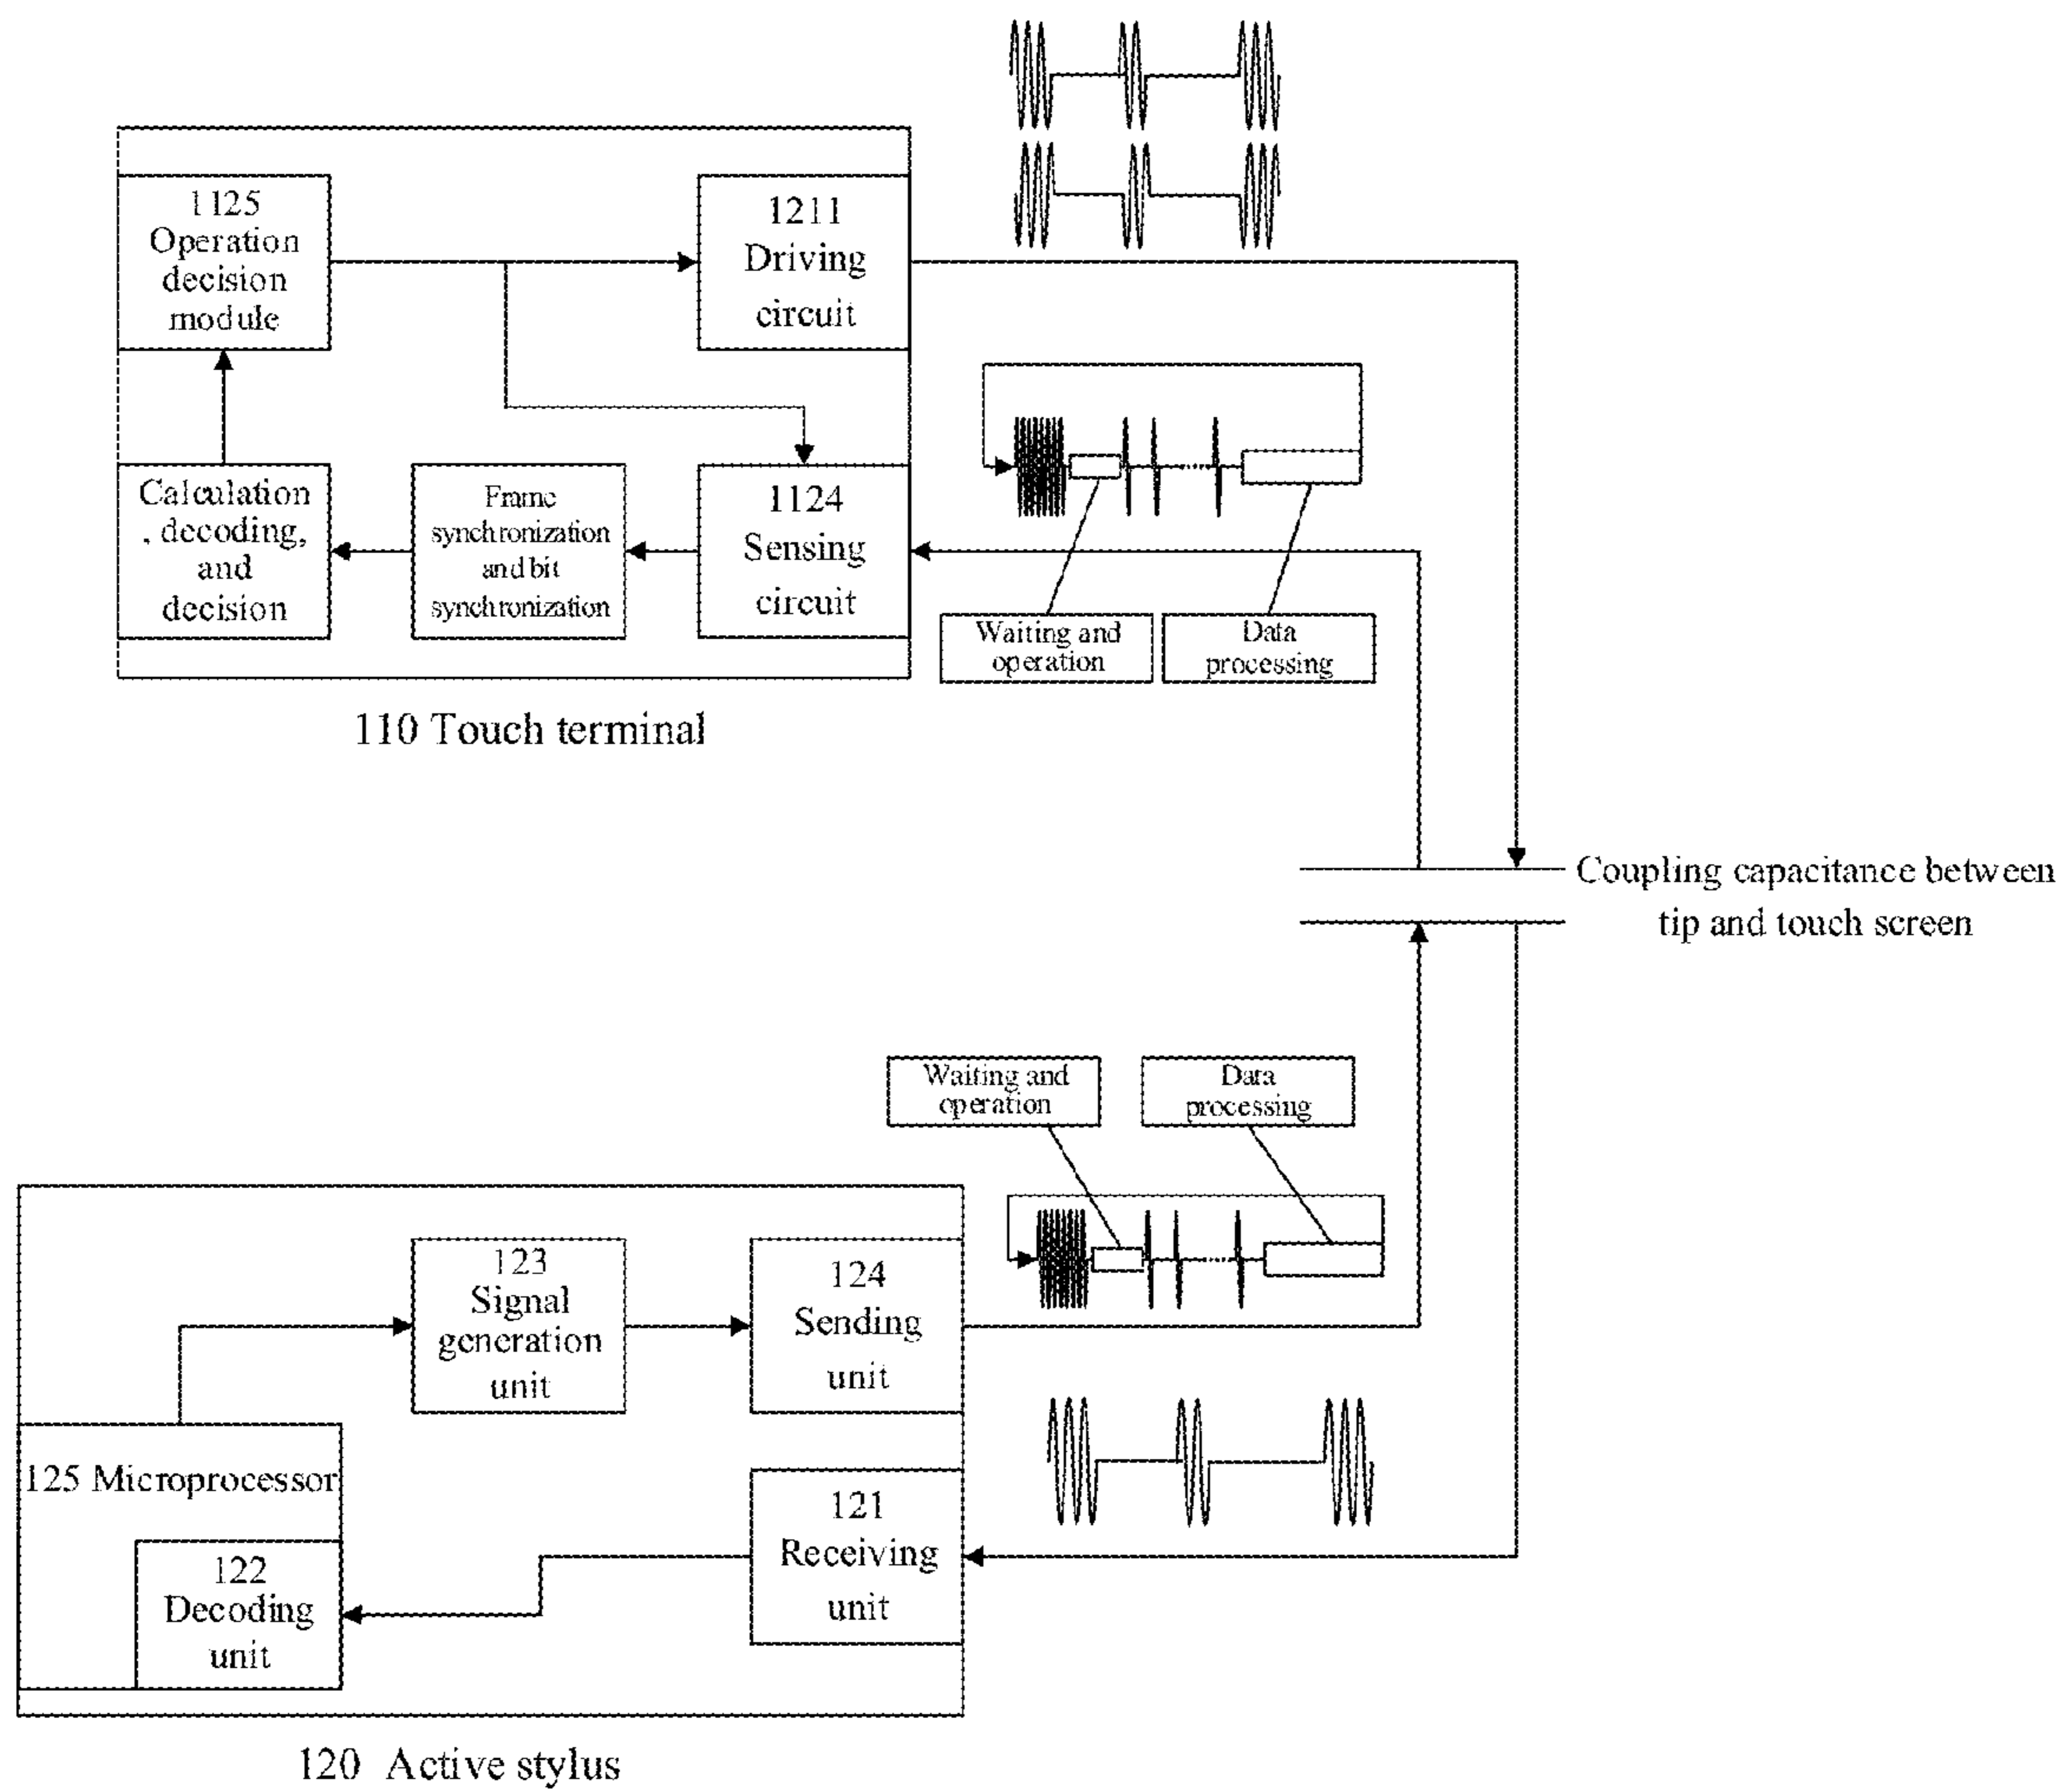 1125
Operation
decision
module
1211
Driving
circuit
Calculation
, decoding,
and
decision
Frame
synchronization
and bit
synchronization
1124
Sensing
circuit
Waiting and
operation
Data
processing
110 Touch terminal
Coupling capacitance between
tip and touch screen
Waiting and
operation
Data
processing
123
Signal
generation
unit
124
Sending
unit
125 Microprocessor
122
Decoding
unit
121
Receiving
unit
120 Active stylus